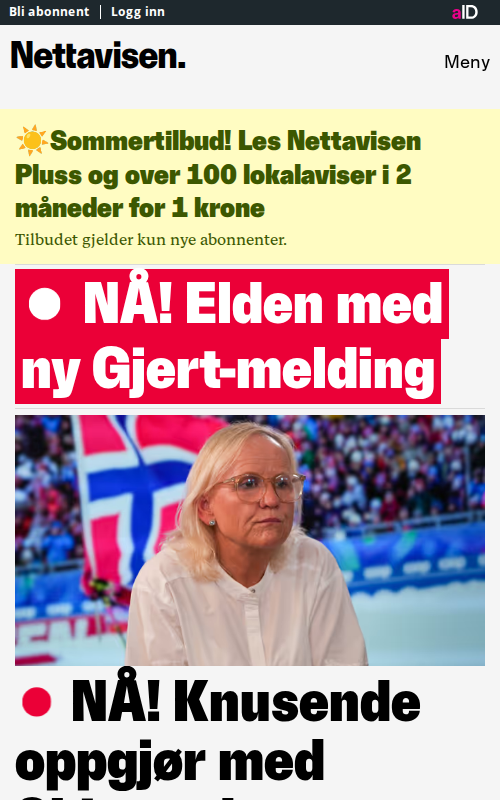 Bli abonnent | Logg inn
aID
Nettavisen.
Meny
☀️Sommertilbud! Les Nettavisen
Pluss og over 100 lokalaviser i 2
måneder for 1 krone
Tilbudet gjelder kun nye abonnenter.
NÅ! Elden med
ny Gjert-melding
NÅ! Knusende
oppgjør med